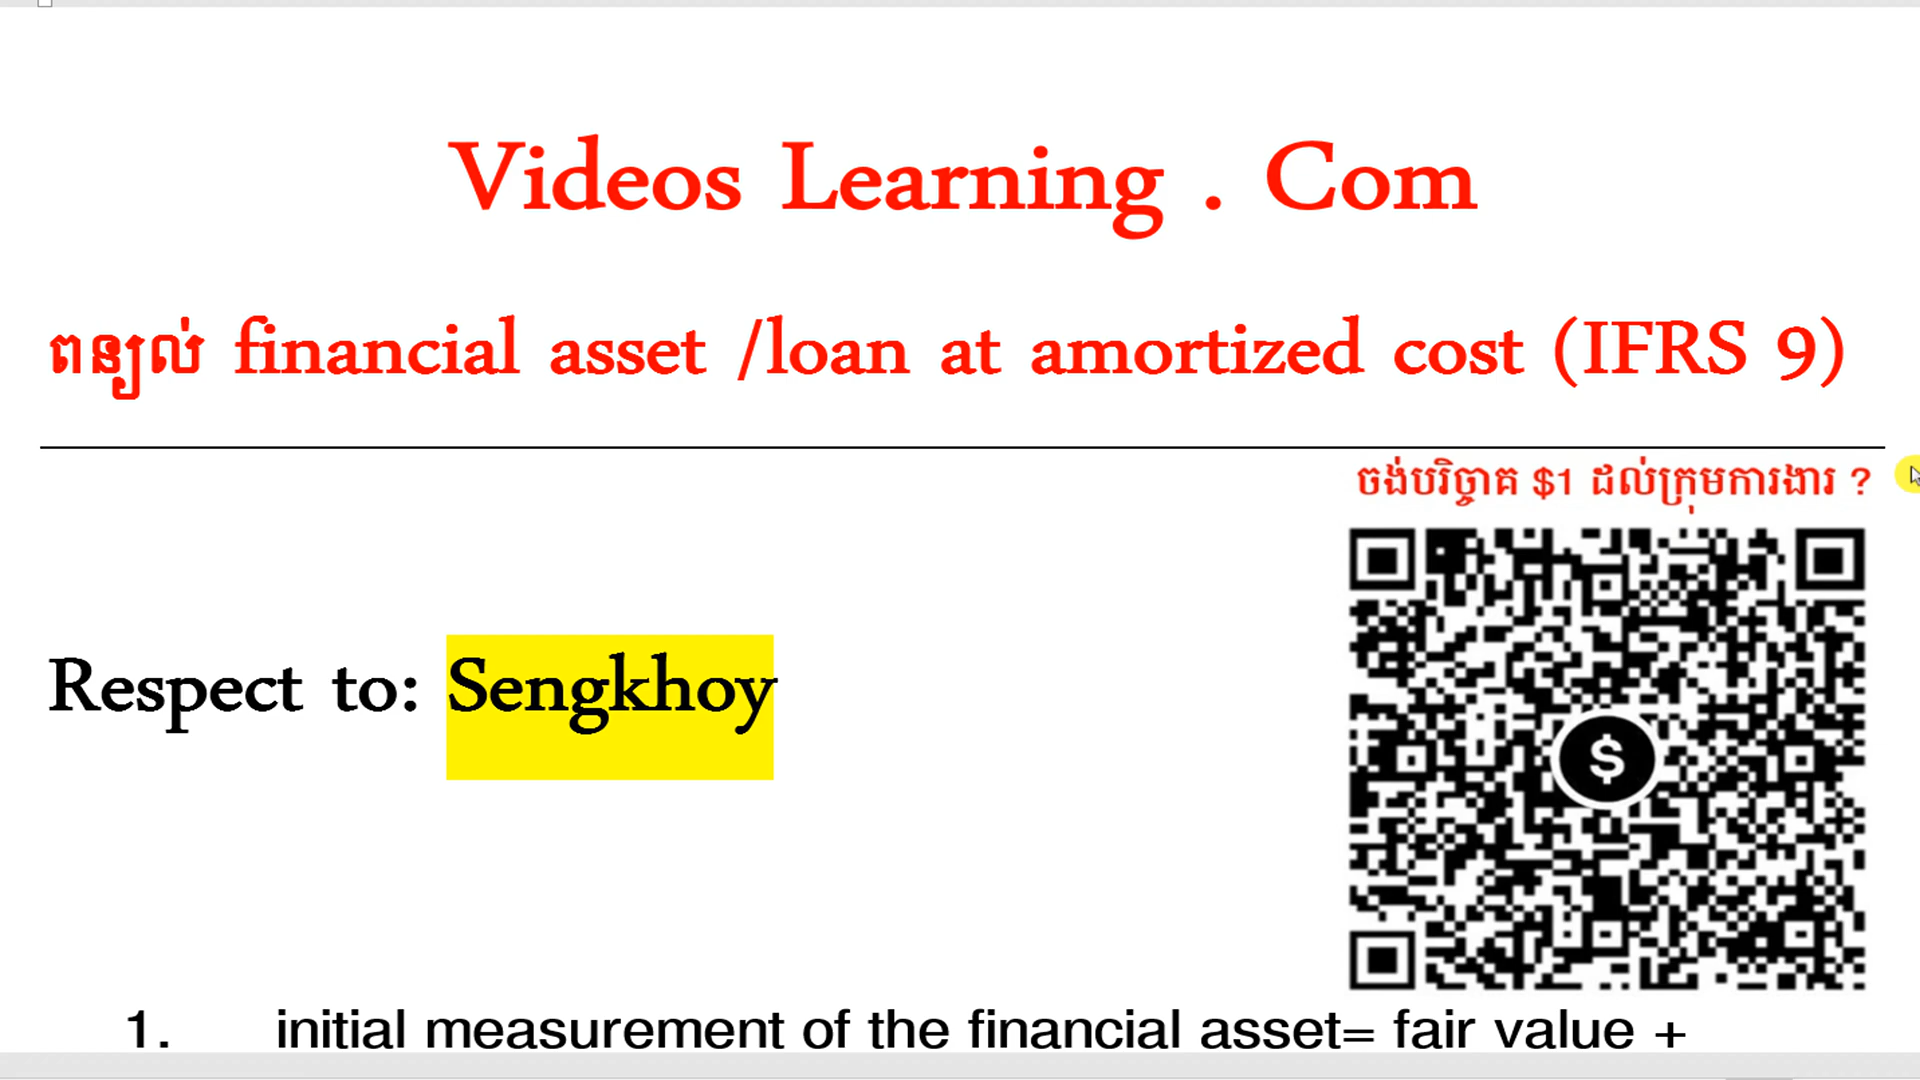 Videos Learning . Com
ពន្យល់ financial asset /loan at amortized cost (IFRS 9)
ចង់បរិច្ចាគ $1 ដល់ក្រុមការងារ ?
$
Respect to: Sengkhoy
1. initial measurement of the financial asset= fair value +